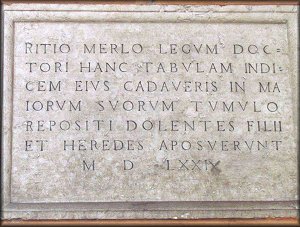 RITIO MERLO LEGVM DOC-
TORI HANC TABVLAM INDI
CEM EIVS CADAVERIS IN MA
IORVM SVORVM TVMVLO
REPOSITI DOLENTES FILII
ET HEREDES APOSVERVNT
M D LXXIX